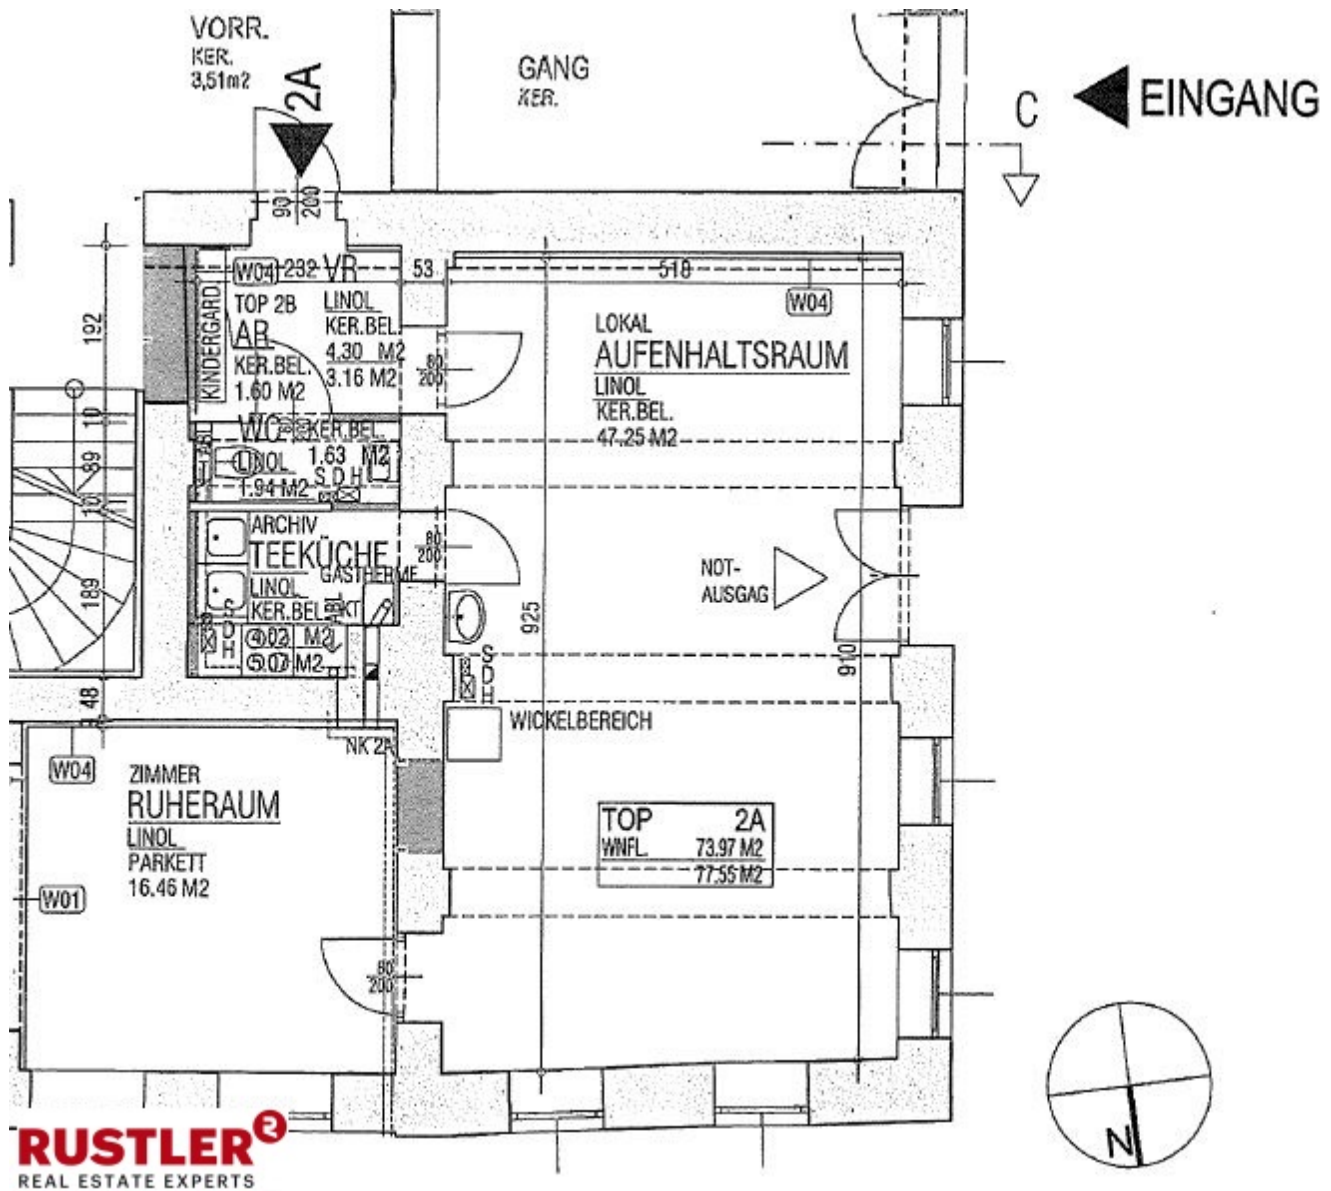 VORR.
KER.
3,51m2
2A
GANG
KER.
C
EINGANG
90
200
W04
232
VR
53
518
W04
KINDERGARD.
TOP 2B
AR
KER.BEL.
1.60 M2
LINOL
KER.BEL.
4.30 M2
3.16 M2
80
200
LOKAL
AUFENHALTSRAUM
LINOL
KER.BEL.
47.25 M2
192
10
89
10
189
48
WC
KER.BEL.
1.63 M2
LINOL
1.94 M2
S D H
ARCHIV
TEEKÜCHE
GASTHERME
LINOL
KER.BEL.
ABL
KT
4.02 M2
5.07 M2
S
D
H
80
200
NOT-
AUSGAG
925
910
S
D
H
WICKELBEREICH
NK 2A
W04
ZIMMER
RUHERAUM
LINOL
PARKETT
16.46 M2
W01
TOP 2A
WNFL. 73.97 M2
77.55 M2
80
200
N
RUSTLER
REAL ESTATE EXPERTS